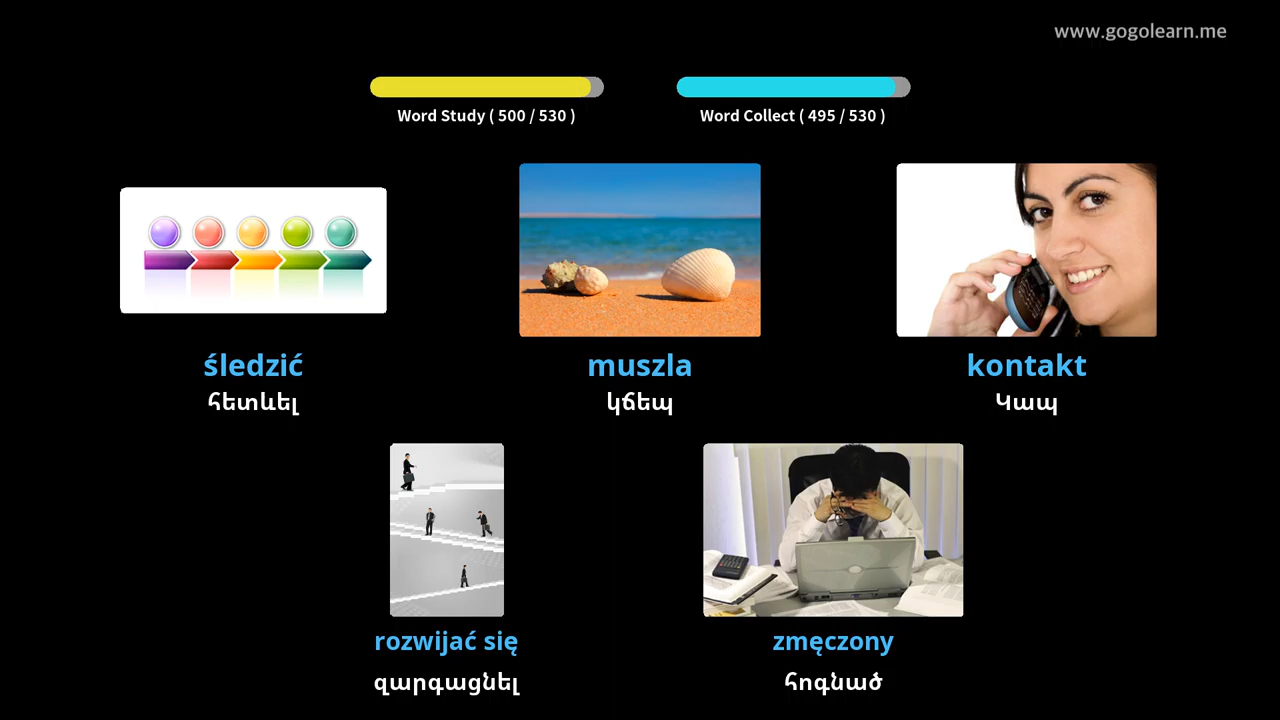 www.gogolearn.me
Word Study ( 500 / 530 )
Word Collect ( 495 / 530 )
śledzić
հետևել
muszla
կճեպ
kontakt
Կապ
rozwijać się
զարգացնել
zmęczony
հոգնած